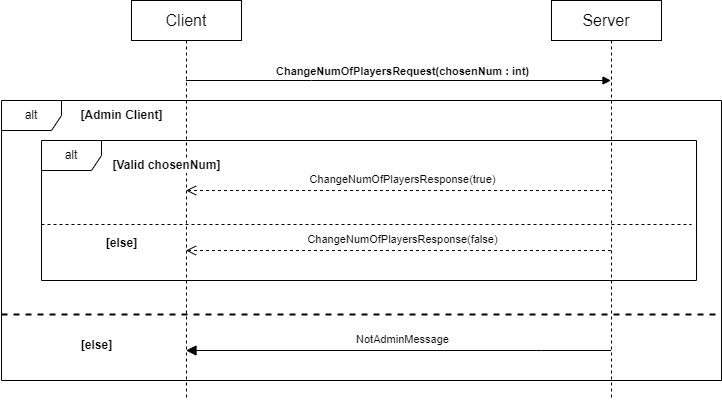 Client
Server
ChangeNumOfPlayersRequest(chosenNum : int)
alt
[Admin Client]
alt
[Valid chosenNum]
ChangeNumOfPlayersResponse(true)
[else]
ChangeNumOfPlayersResponse(false)
[else]
NotAdminMessage